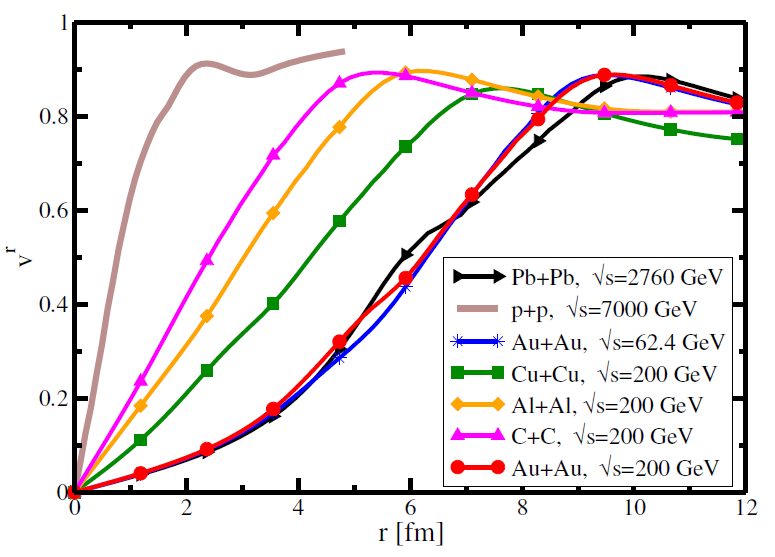 1
0.8
0.6
0.4
0.2
0
v^r
0 2 4 6 8 10 12
r [fm]
Pb+Pb, √s=2760 GeV
p+p, √s=7000 GeV
Au+Au, √s=62.4 GeV
Cu+Cu, √s=200 GeV
Al+Al, √s=200 GeV
C+C, √s=200 GeV
Au+Au, √s=200 GeV